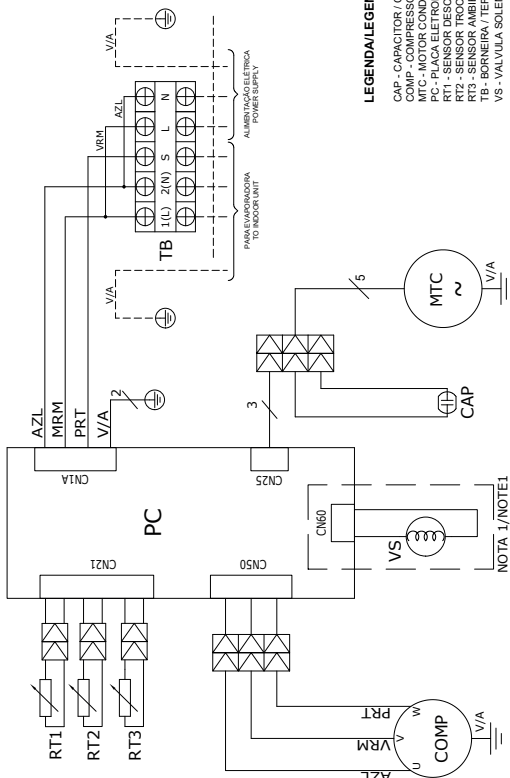 V/A
AZL
VRM
N
L
S
2(N)
1(L)
TB
ALIMENTAÇÃO ELÉTRICA
POWER SUPPLY
PARA EVAPORADORA
TO INDOOR UNIT
V/A
AZL
MRM
PRT
V/A
2
CN1A
CN21
PC
CN25
CN50
CN60
3
5
MTC
~
V/A
CAP
VS
NOTA 1/NOTE1
RT1
RT2
RT3
AZL
VRM
PRT
U
V
W
COMP
V/A
LEGENDA/LEGEN
CAP - CAPACITOR /
COMP - COMPRESSO
MTC - MOTOR COND
PC - PLACA ELETRO
RT1 - SENSOR DESC
RT2 - SENSOR TROC
RT3 - SENSOR AMBI
TB - BORNEIRA / TER
VS - VALVULA SOLE